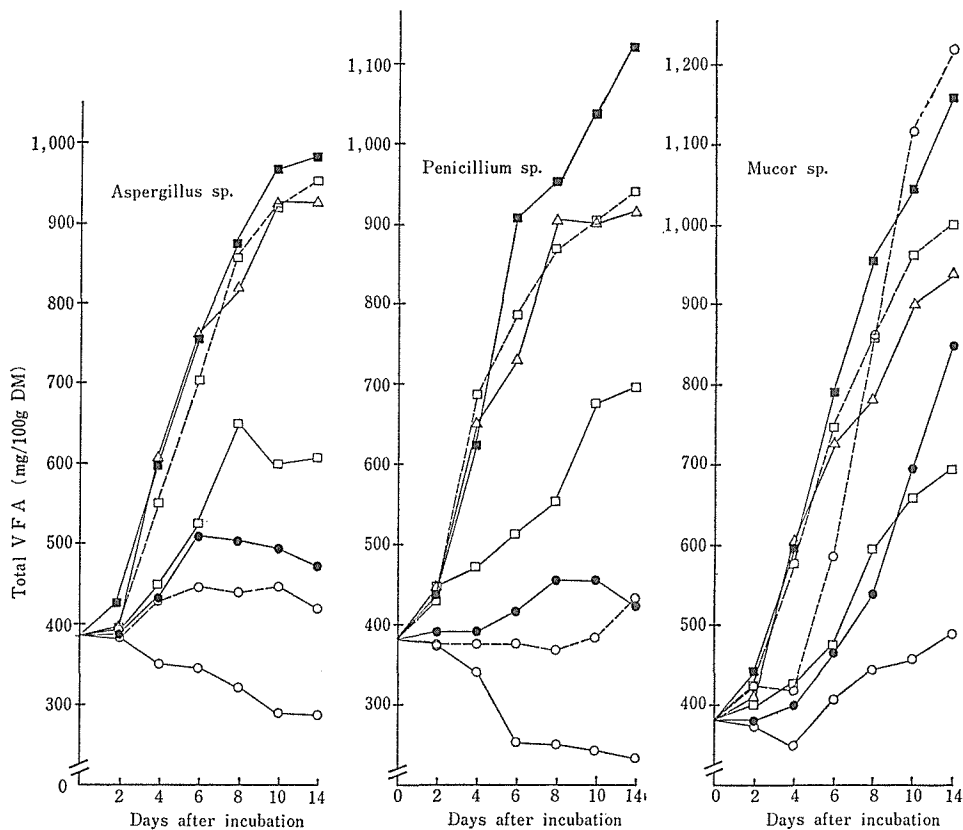 Total V F A (mg/100g DM)
1,000
900
800
700
600
500
400
300
0
Aspergillus sp.
2 4 6 8 10 14
Days after incubation
1,100
1,000
900
800
700
600
500
400
300
Penicillium sp.
0 2 4 6 8 10 14
Days after incubation
1,200
1,100
1,000
900
800
700
600
500
400
Mucor sp.
0 2 4 6 8 10 14
Days after incubation